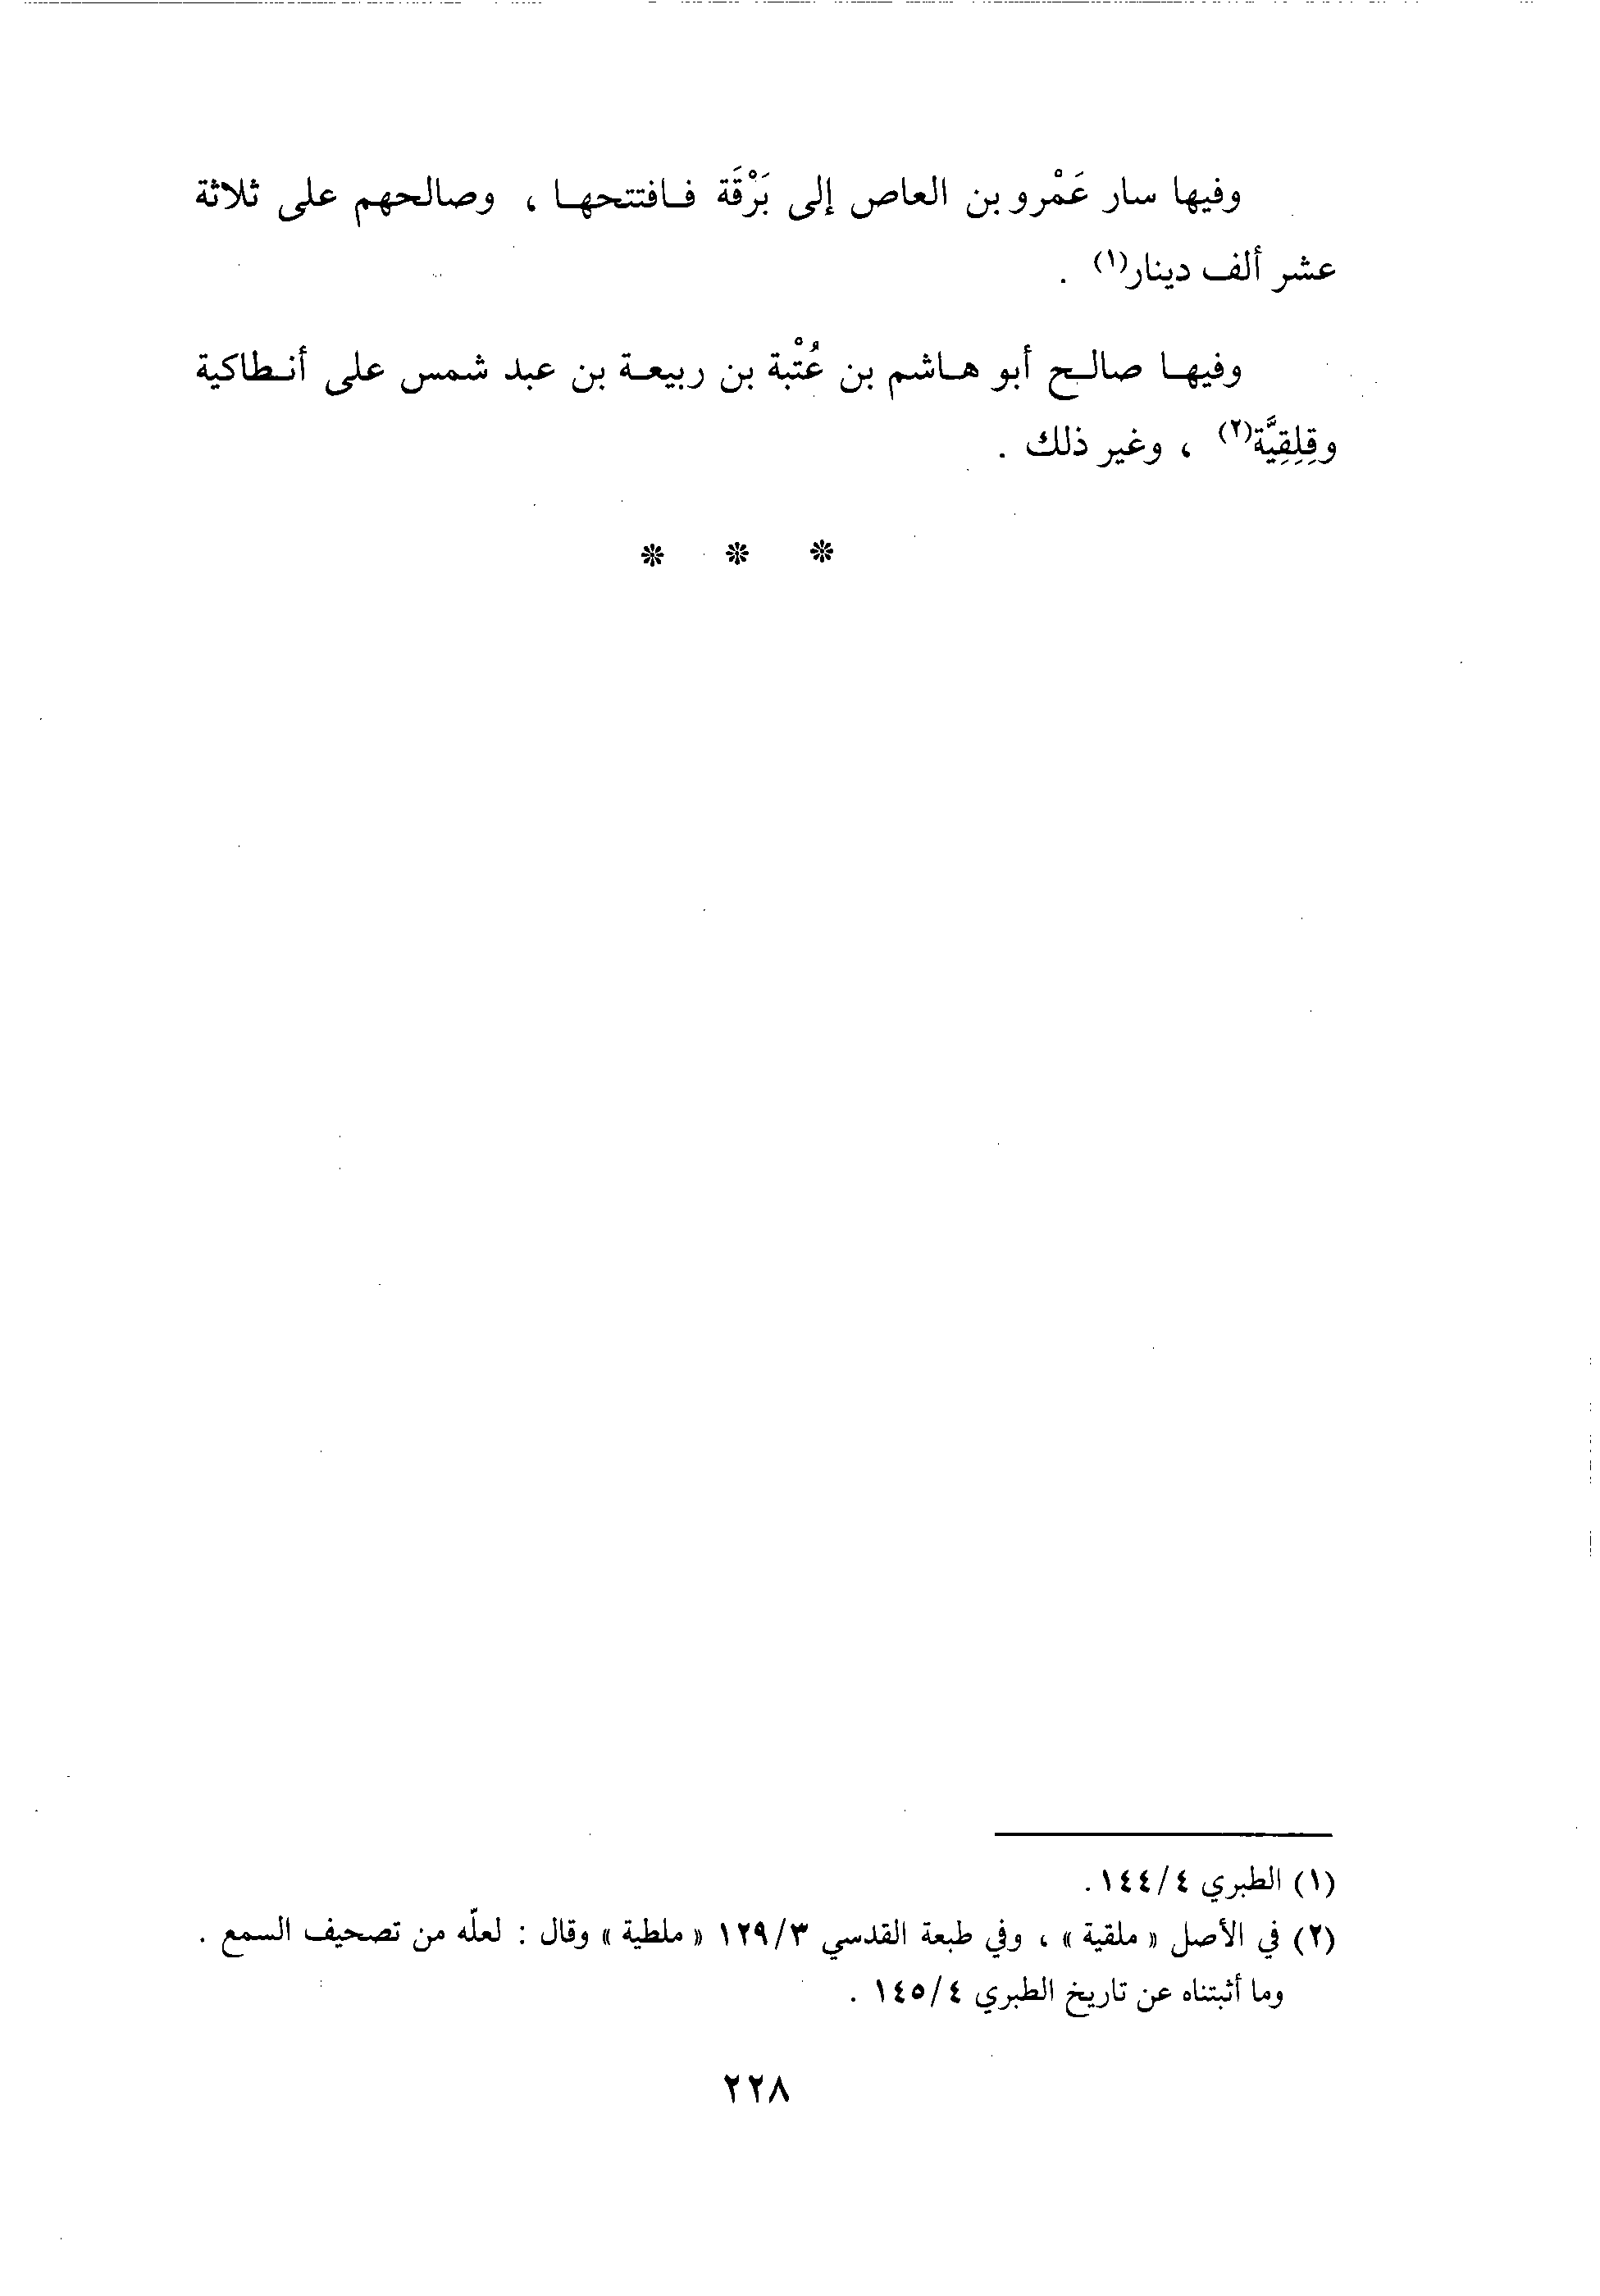 وفيها سار عَمْرو بن العاص إلى بَرْقَة فافتتحها ، وصالحهم على ثلاثة
عشر ألف دينار(١) .
وفيها صالح أبو هاشم بن عُتْبة بن ربيعة بن عبد شمس على أنطاكية
وقِلِقِيَّة(٢) ، وغير ذلك .
* * *
(١) الطبري ٤/١٤٤ .
(٢) في الأصل « ملقية » ، وفي طبعة القدسي ٣/١٢٩ « ملطية » وقال : لعلّه من تصحيف السمع .
وما أثبتناه عن تاريخ الطبري ٤/١٤٥ .
٢٢٨